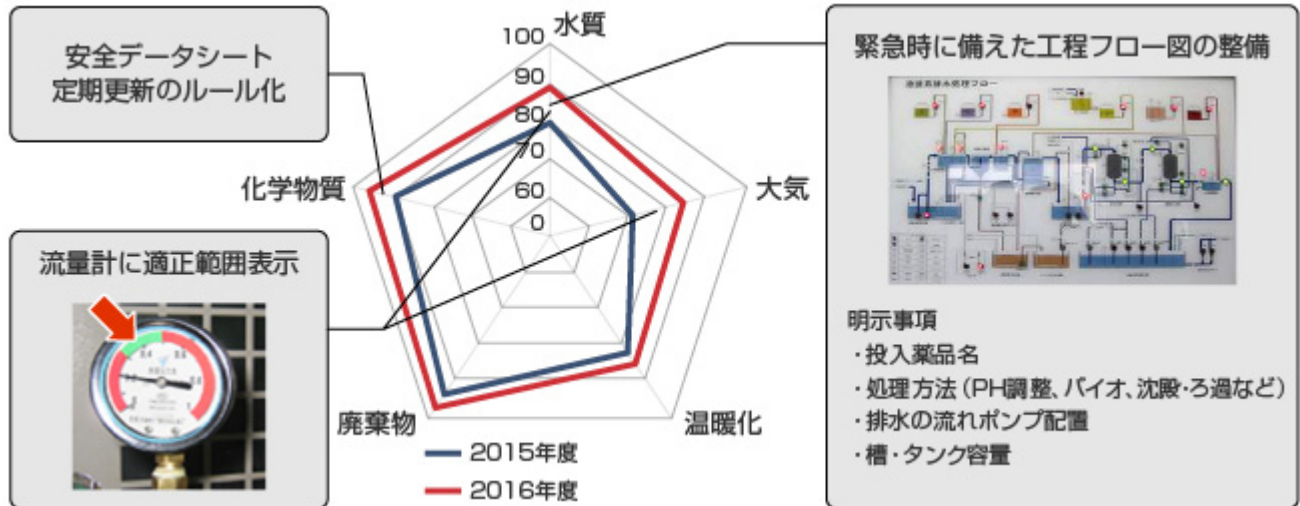 安全データシート
定期更新のルール化
流量計に適正範囲表示
0.4
0.6
水質
100
90
80
70
60
0
大気
化学物質
廃棄物
温暖化
2015年度
2016年度
緊急時に備えた工程フロー図の整備
明示事項
・投入薬品名
・処理方法（PH調整、バイオ、沈殿・ろ過など）
・排水の流れポンプ配置
・槽・タンク容量